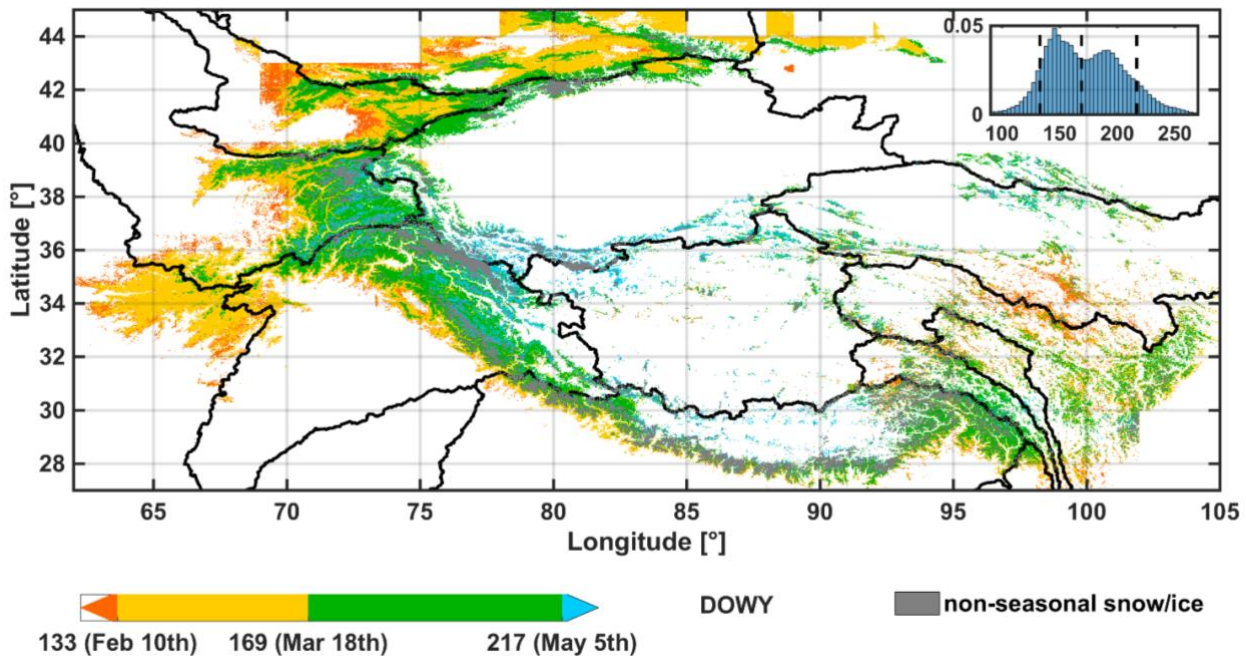 44
42
40
38
36
34
32
30
28
Latitude [°]
0.05
0
100 150 200 250
65 70 75 80 85 90 95 100 105
Longitude [°]
DOWY
non-seasonal snow/ice
133 (Feb 10th) 169 (Mar 18th) 217 (May 5th)